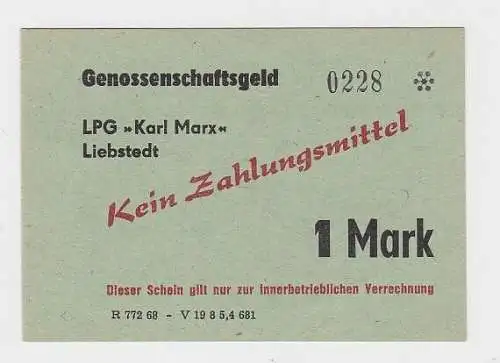 Genossenschaftsgeld 0228
LPG »Karl Marx«
Liebstedt
Kein Zahlungsmittel
1 Mark
Dieser Schein gilt nur zur innerbetrieblichen Verrechnung
R 772 68 - V 19 8 5,4 681